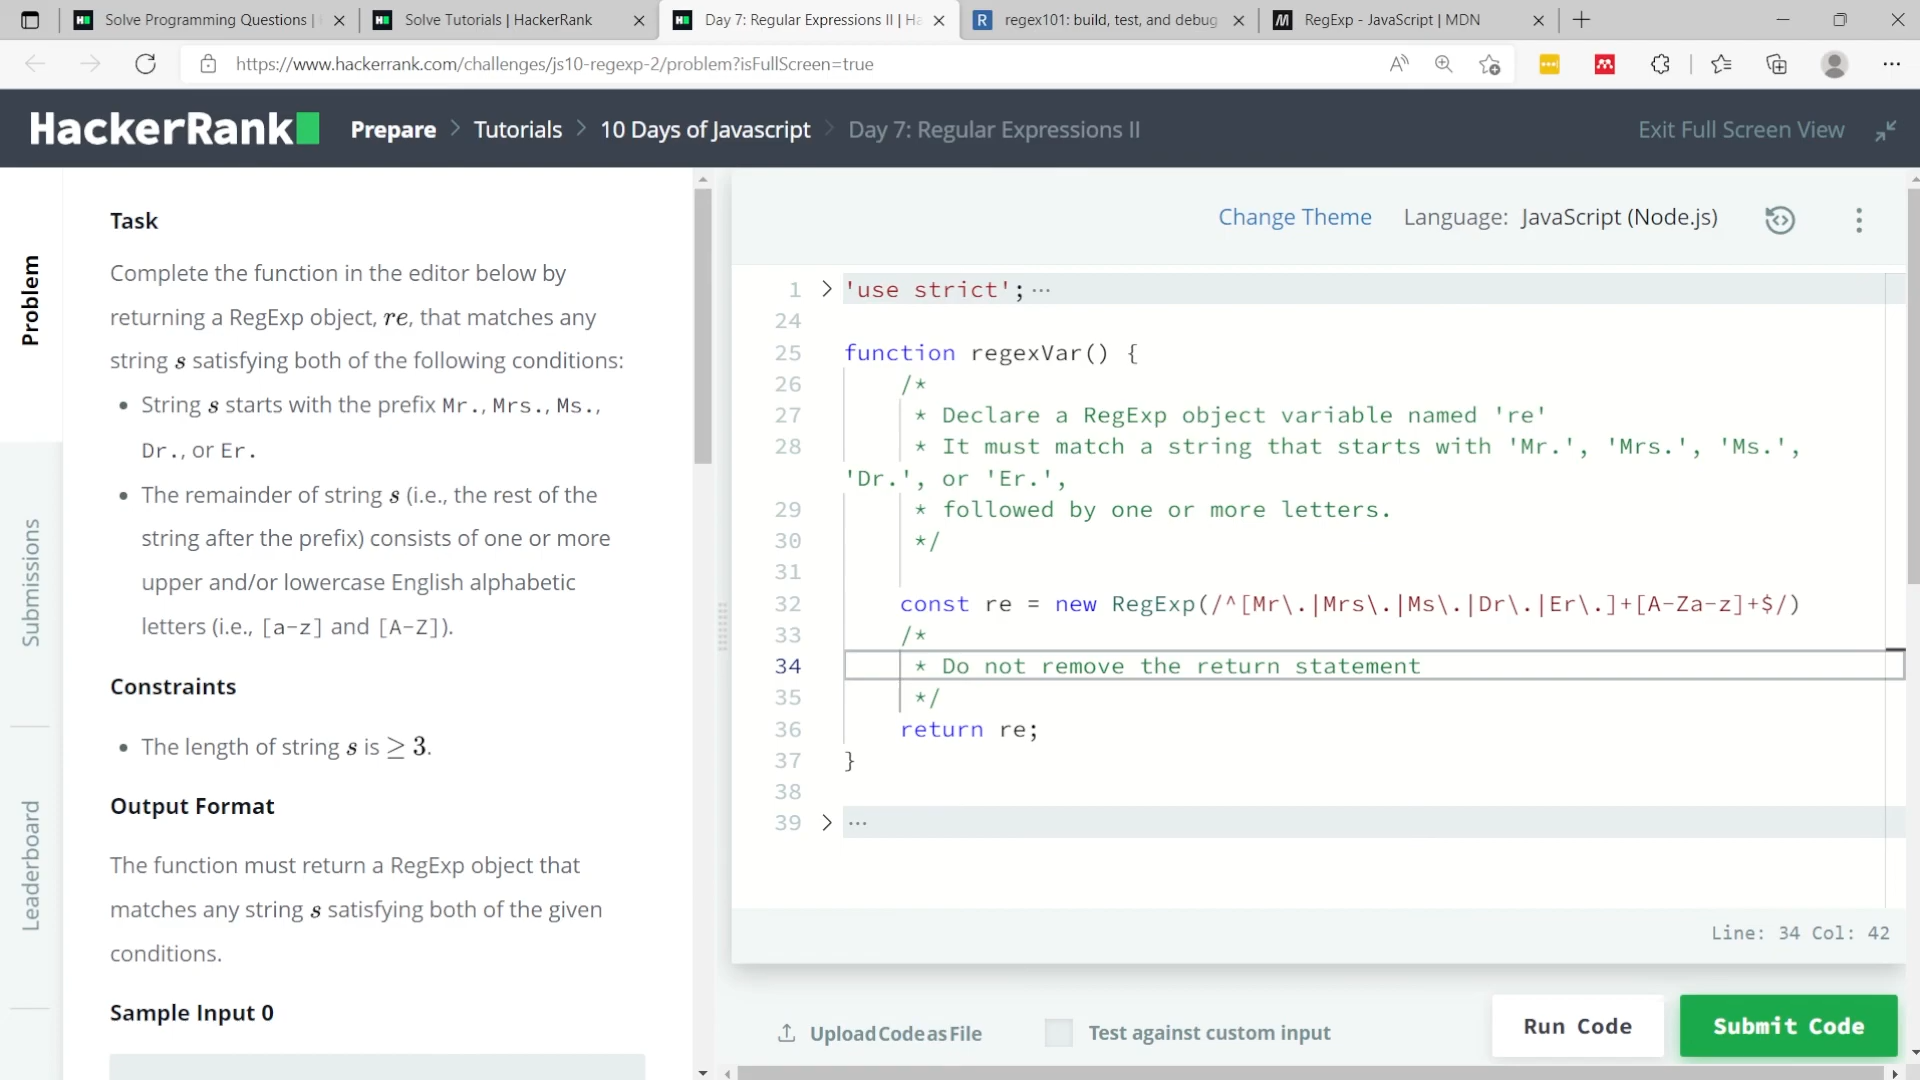 Solve Programming Questions |
Solve Tutorials | HackerRank
Day 7: Regular Expressions II | Ha
regex101: build, test, and debug
RegExp - JavaScript | MDN
https://www.hackerrank.com/challenges/js10-regexp-2/problem?isFullScreen=true
HackerRank
Prepare > Tutorials > 10 Days of Javascript > Day 7: Regular Expressions II
Exit Full Screen View
Problem
Submissions
Leaderboard
Task
Complete the function in the editor below by
returning a RegExp object, re, that matches any
string s satisfying both of the following conditions:
• String s starts with the prefix Mr., Mrs., Ms.,
Dr., or Er.
• The remainder of string s (i.e., the rest of the
string after the prefix) consists of one or more
upper and/or lowercase English alphabetic
letters (i.e., [a-z] and [A-Z]).
Constraints
• The length of string s is ≥ 3.
Output Format
The function must return a RegExp object that
matches any string s satisfying both of the given
conditions.
Sample Input 0
Change Theme
Language: JavaScript (Node.js)
1 > 'use strict'; ...
24
25 function regexVar() {
26 /*
27 * Declare a RegExp object variable named 're'
28 * It must match a string that starts with 'Mr.', 'Mrs.', 'Ms.',
'Dr.', or 'Er.',
29 * followed by one or more letters.
30 */
31
32 const re = new RegExp(/^[Mr\.|Mrs\.|Ms\.|Dr\.|Er\.]+[A-Za-z]+$/)
33 /*
34 * Do not remove the return statement
35 */
36 return re;
37 }
38
39 > ...
Line: 34 Col: 42
Upload Code as File
Test against custom input
Run Code
Submit Code